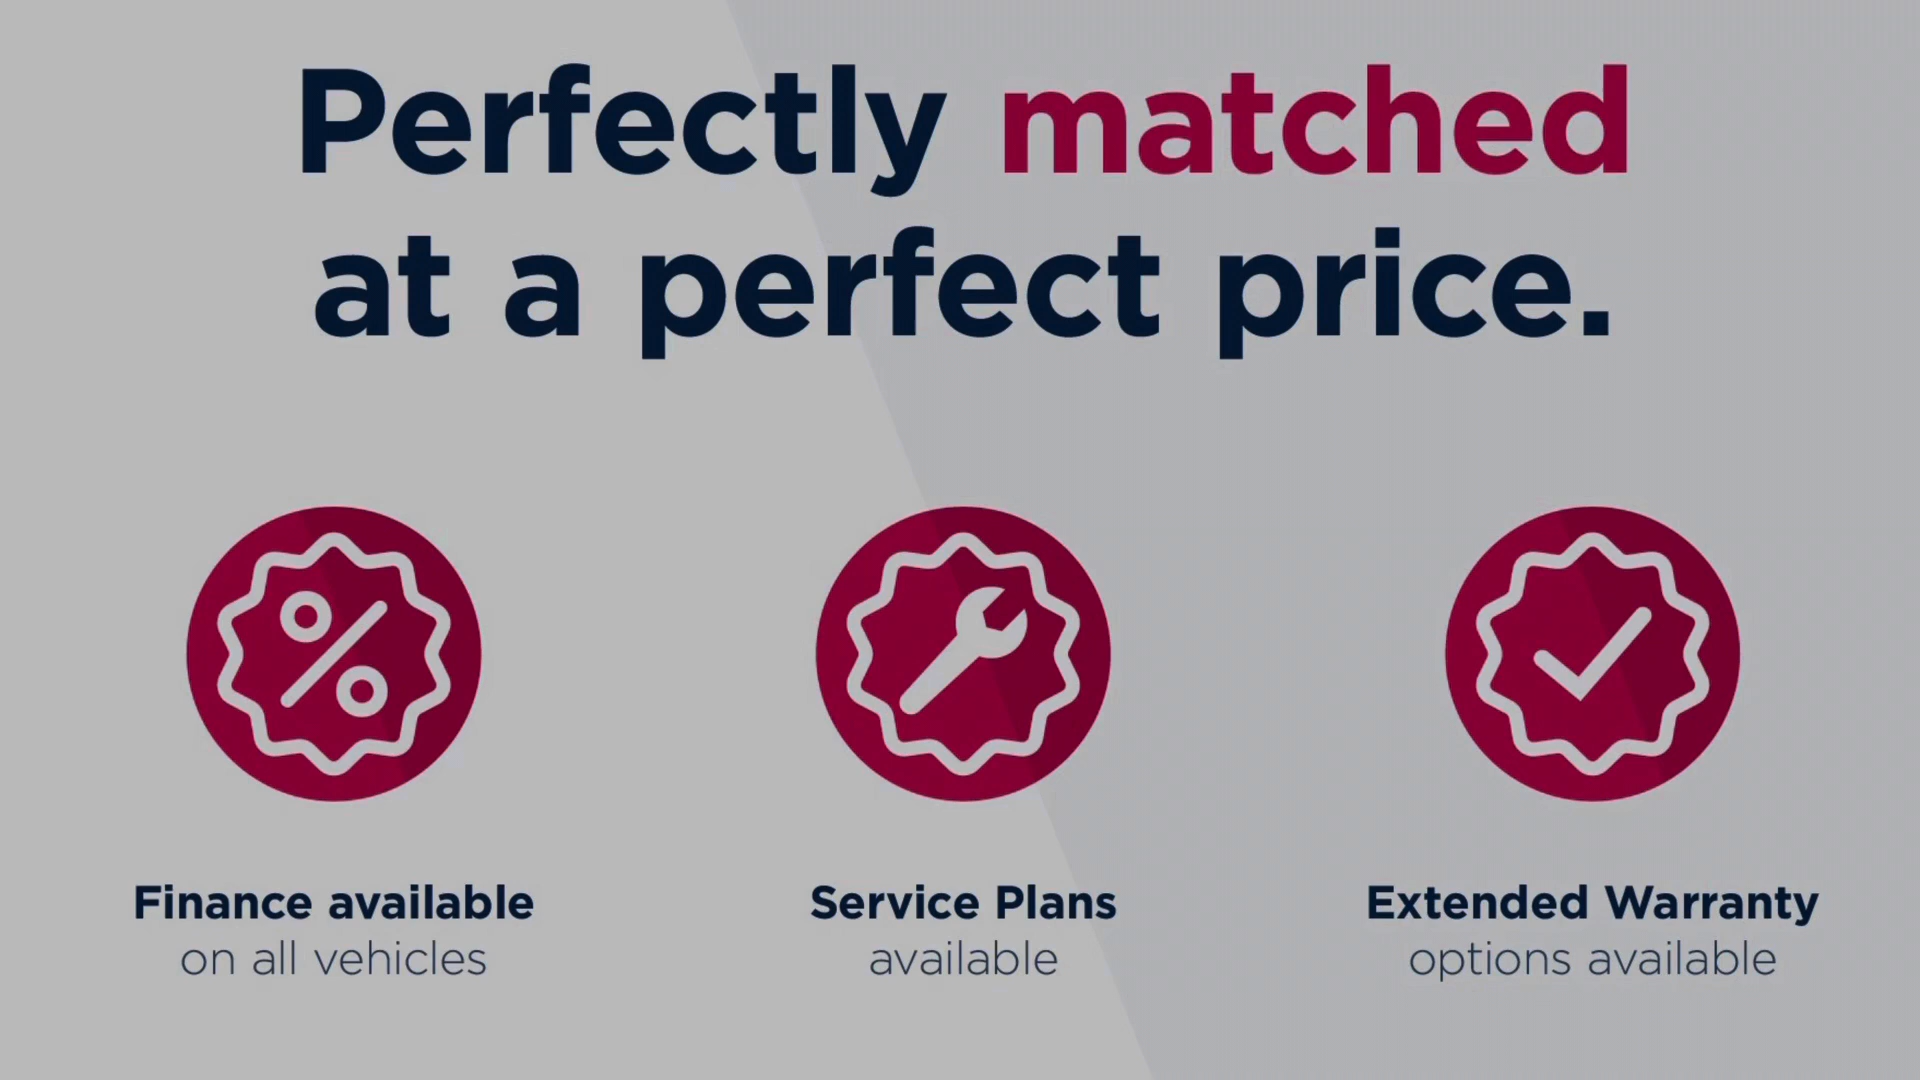 Perfectly matched
at a perfect price.
Finance available
on all vehicles
Service Plans
available
Extended Warranty
options available